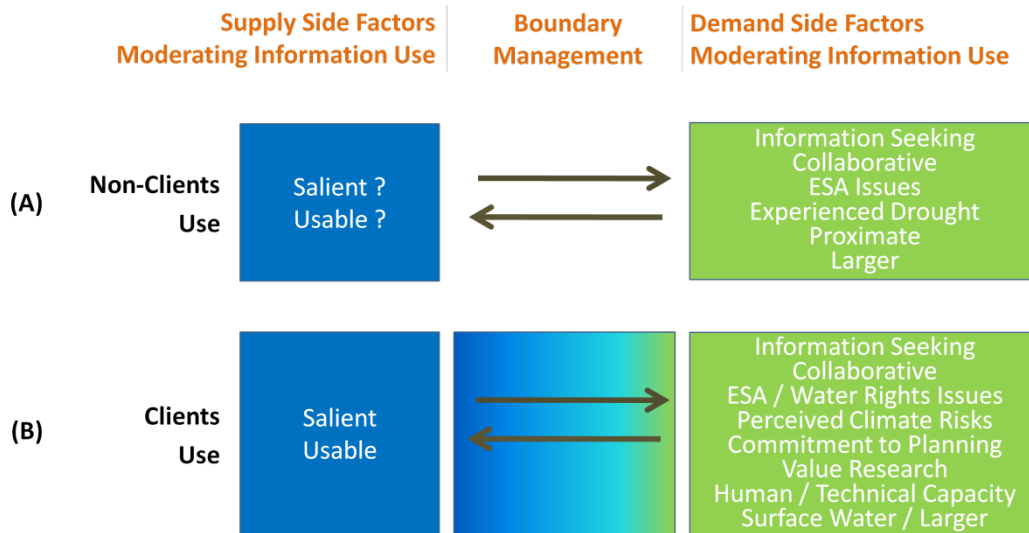 Supply Side Factors
Moderating Information Use
Boundary
Management
Demand Side Factors
Moderating Information Use
(A)
Non-Clients
Use
Salient ?
Usable ?
Information Seeking
Collaborative
ESA Issues
Experienced Drought
Proximate
Larger
(B)
Clients
Use
Salient
Usable
Information Seeking
Collaborative
ESA / Water Rights Issues
Perceived Climate Risks
Commitment to Planning
Value Research
Human / Technical Capacity
Surface Water / Larger